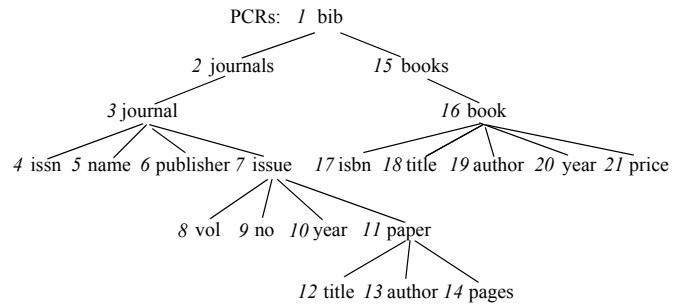 PCRs: 1 bib
2 journals 15 books
3 journal 16 book
4 issn 5 name 6 publisher 7 issue 17 isbn 18 title 19 author 20 year 21 price
8 vol 9 no 10 year 11 paper
12 title 13 author 14 pages